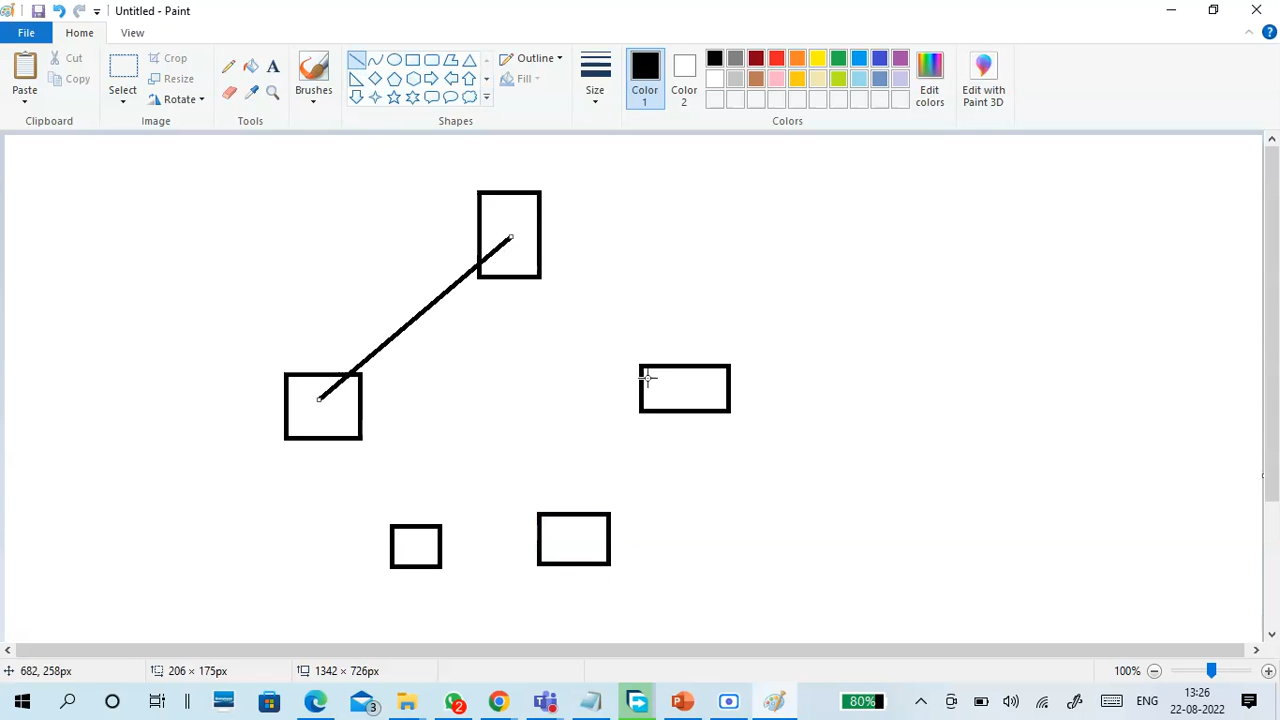 Untitled - Paint
File Home View
Paste
Cut
Copy
Clipboard
Select
Crop
Resize
Rotate
Image
A
Tools
Brushes
Outline
Fill
Shapes
Size
Color 1
Color 2
Edit colors
Colors
Edit with Paint 3D
682, 258px
206 × 175px
1342 × 726px
100%
3
2
80%
ENG
13:26
22-08-2022